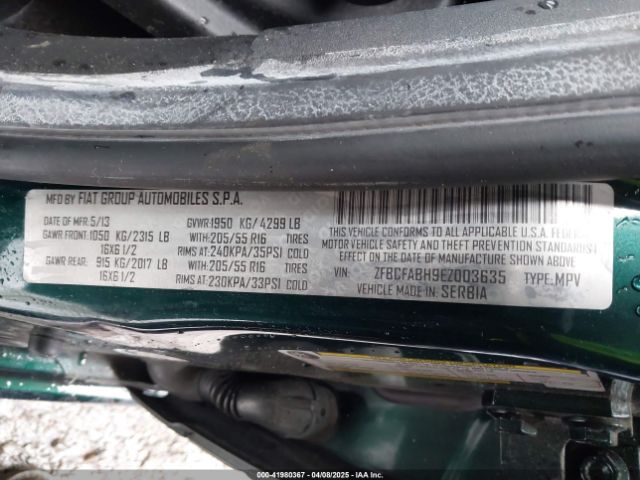 MFD BY FIAT GROUP AUTOMOBILES S.P.A.
DATE OF MFR 5/13 GVWR: 1950 KG/ 4299 LB
GAWR FRONT: 1050 KG/2315 LB WITH: 205/55 R16 TIRES
16X6 1/2 RIMS AT: 240KPA/35PSI COLD
GAWR REAR: 915 KG/2017 LB WITH: 205/55 R16 TIRES
16X6 1/2 RIMS AT: 230KPA/33PSI COLD
THIS VEHICLE CONFORMS TO ALL APPLICABLE U.S.A. FEDERAL
MOTOR VEHICLE SAFETY, BUMPER, AND THEFT PREVENTION STANDARDS
EFFECT ON THE DATE OF MANUFACTURE SHOWN ABOVE
VIN: ZFBCFABH9EZ003635 TYPE: MPV
VEHICLE MADE IN SERBIA
000-41980367 - 04/08/2025 - COPYRIGHT IAA, LLC.